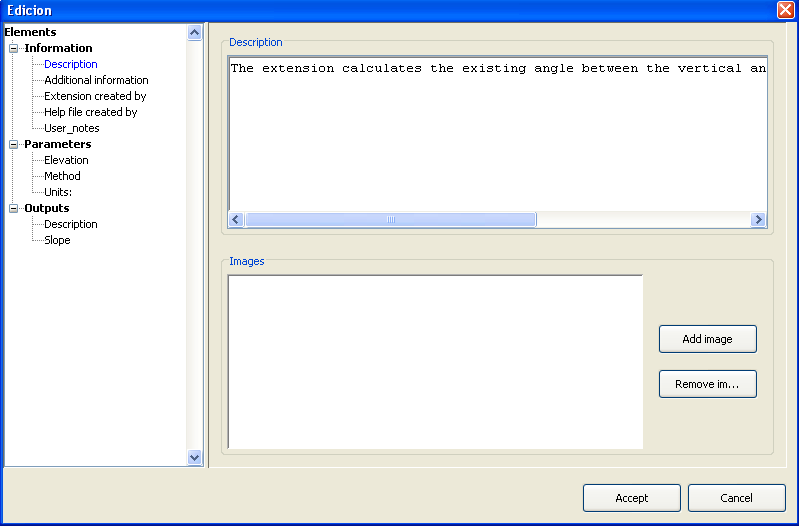 Edicion
Elements
Information
Description
Additional information
Extension created by
Help file created by
User_notes
Parameters
Elevation
Method
Units:
Outputs
Description
Slope
Description
The extension calculates the existing angle between the vertical an
Images
Add image
Remove im...
Accept
Cancel